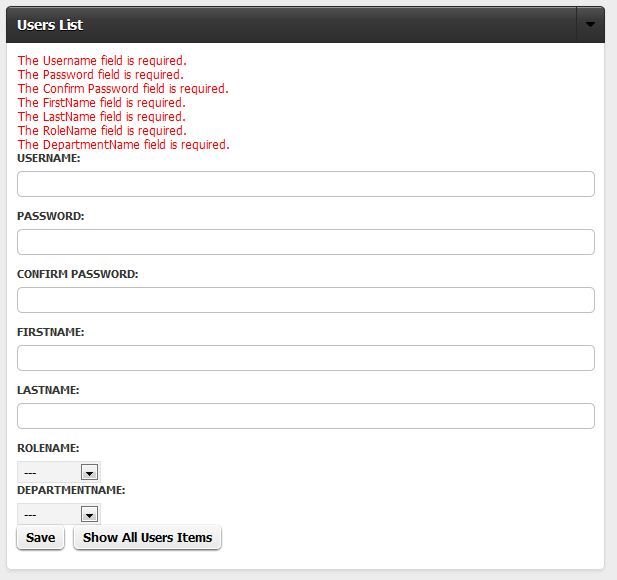 Users List
The Username field is required.
The Password field is required.
The Confirm Password field is required.
The FirstName field is required.
The LastName field is required.
The RoleName field is required.
The DepartmentName field is required.
USERNAME:
PASSWORD:
CONFIRM PASSWORD:
FIRSTNAME:
LASTNAME:
ROLENAME:
---
DEPARTMENTNAME:
---
Save Show All Users Items